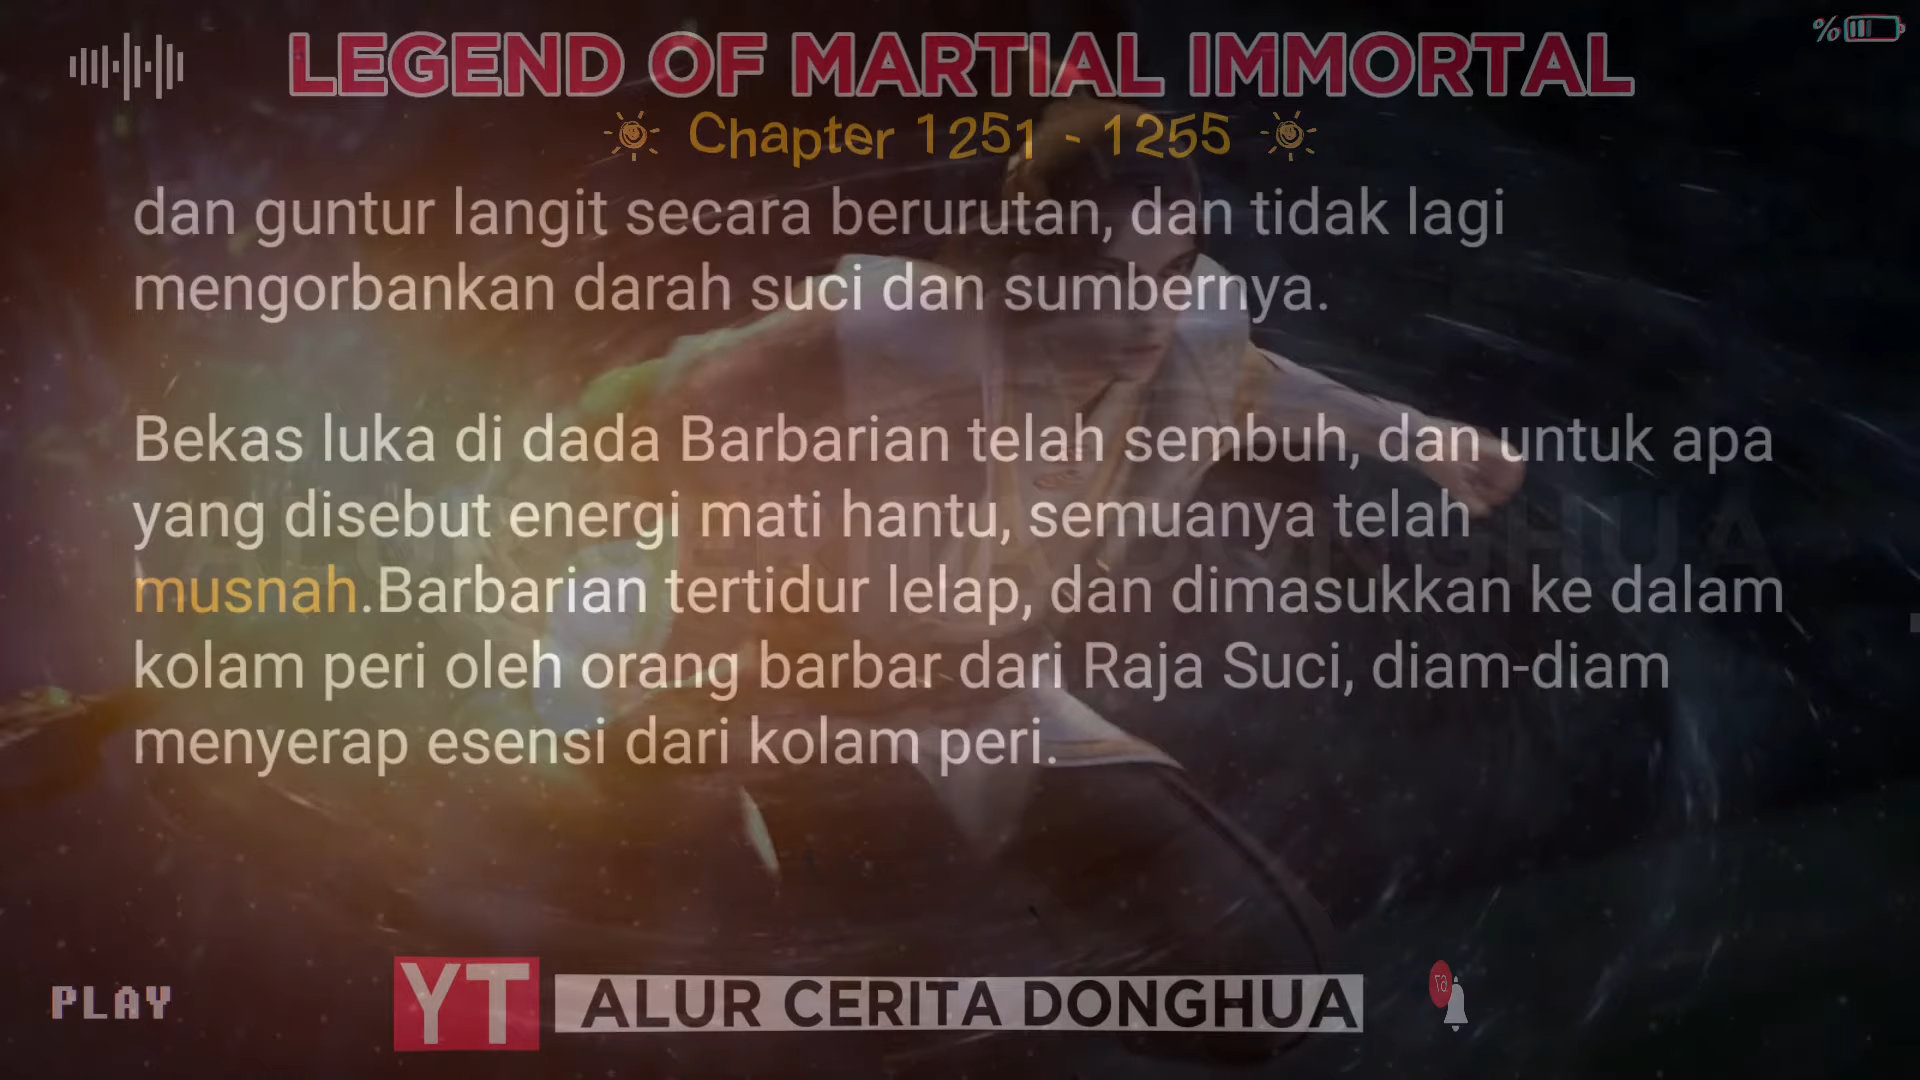 LEGEND OF MARTIAL IMMORTAL
%
Chapter 1251 - 1255
dan guntur langit secara berurutan, dan tidak lagi
mengorbankan darah suci dan sumbernya.
Bekas luka di dada Barbarian telah sembuh, dan untuk apa
yang disebut energi mati hantu, semuanya telah
musnah.Barbarian tertidur lelap, dan dimasukkan ke dalam
kolam peri oleh orang barbar dari Raja Suci, diam-diam
menyerap esensi dari kolam peri.
PLAY
YT ALUR CERITA DONGHUA